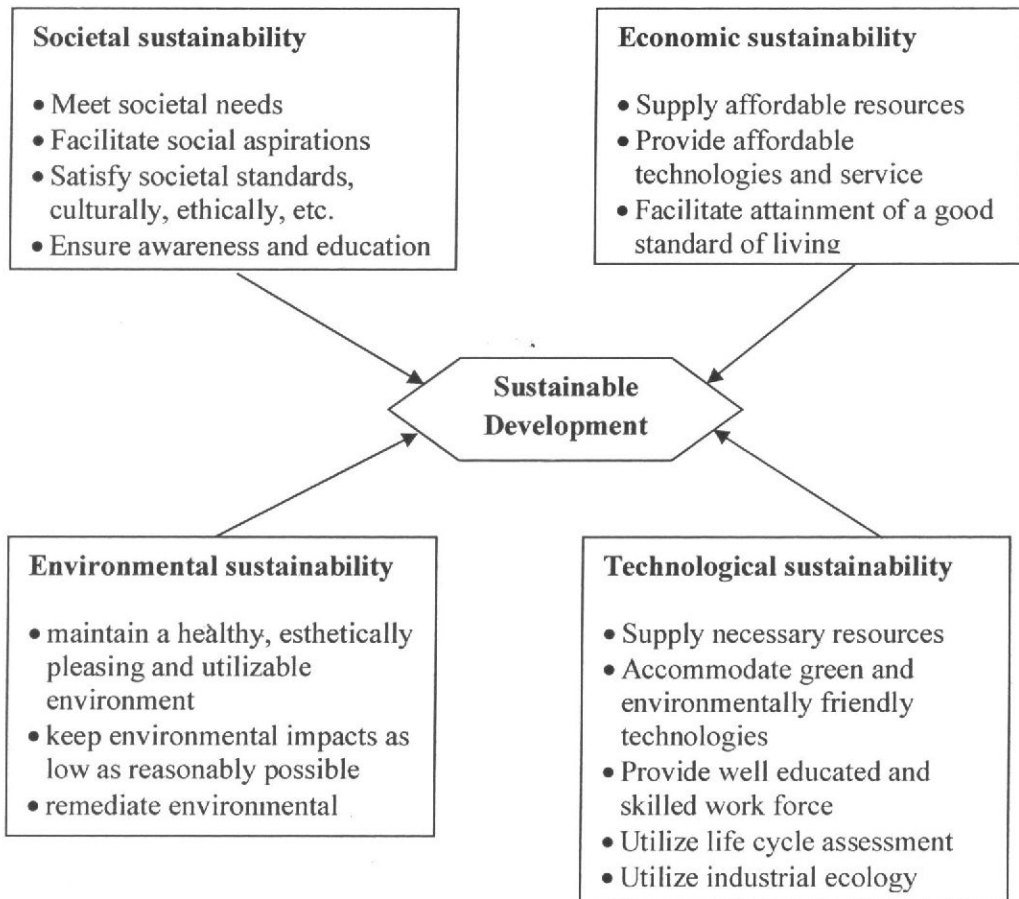 Societal sustainability
• Meet societal needs
• Facilitate social aspirations
• Satisfy societal standards,
culturally, ethically, etc.
• Ensure awareness and education
Economic sustainability
• Supply affordable resources
• Provide affordable
technologies and service
• Facilitate attainment of a good
standard of living
Sustainable
Development
Environmental sustainability
• maintain a healthy, esthetically
pleasing and utilizable
environment
• keep environmental impacts as
low as reasonably possible
• remediate environmental
Technological sustainability
• Supply necessary resources
• Accommodate green and
environmentally friendly
technologies
• Provide well educated and
skilled work force
• Utilize life cycle assessment
• Utilize industrial ecology